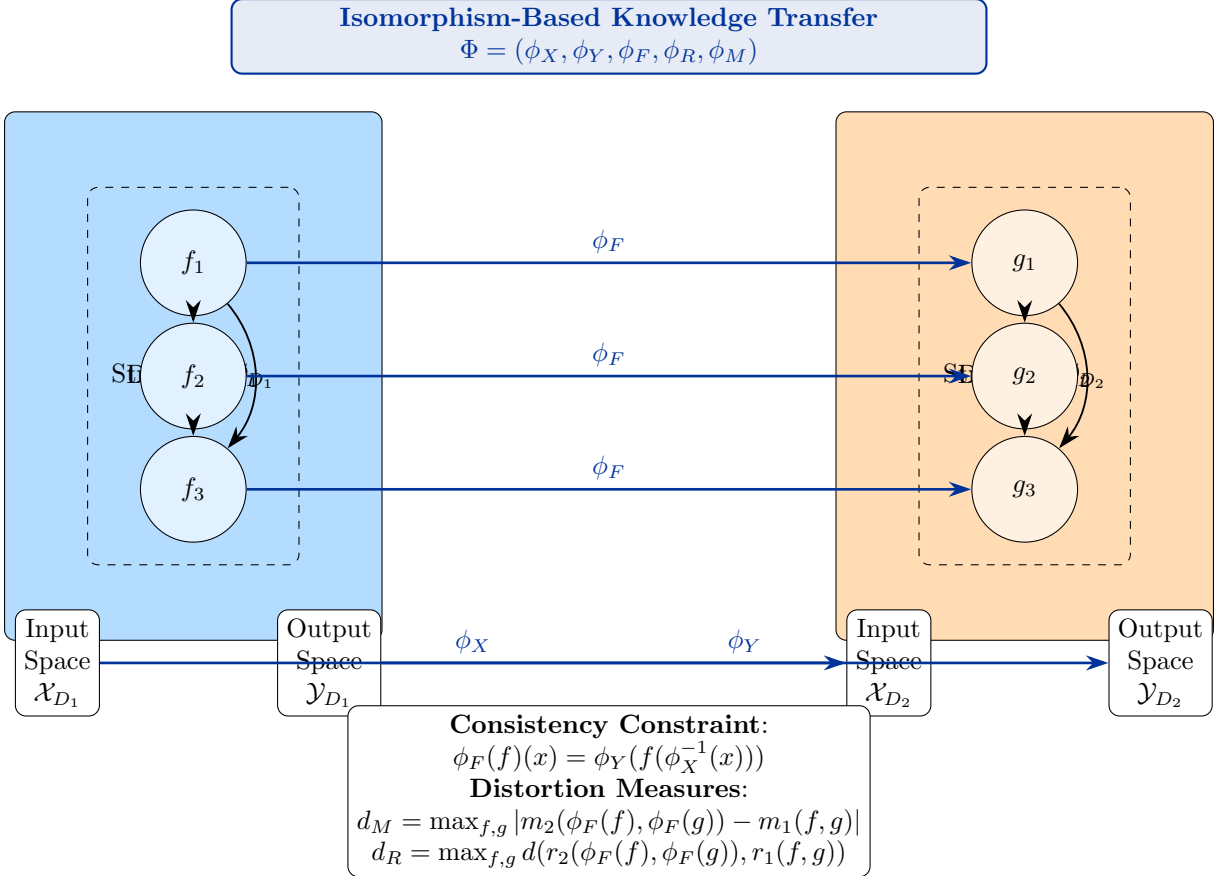 Isomorphism-Based Knowledge Transfer
Φ = (ϕ_X, ϕ_Y, ϕ_F, ϕ_R, ϕ_M)
f_1
ϕ_F
g_1
f_2
D_1
ϕ_F
g_2
D_2
f_3
ϕ_F
g_3
Input
Space
𝒳_{D_1}
Output
Space
𝒴_{D_1}
ϕ_X
ϕ_Y
Input
Space
𝒳_{D_2}
Output
Space
𝒴_{D_2}
Consistency Constraint:
ϕ_F(f)(x) = ϕ_Y(f(ϕ_X^{-1}(x)))
Distortion Measures:
d_M = max_{f,g} |m_2(ϕ_F(f), ϕ_F(g)) − m_1(f, g)|
d_R = max_{f,g} d(r_2(ϕ_F(f), ϕ_F(g)), r_1(f, g))